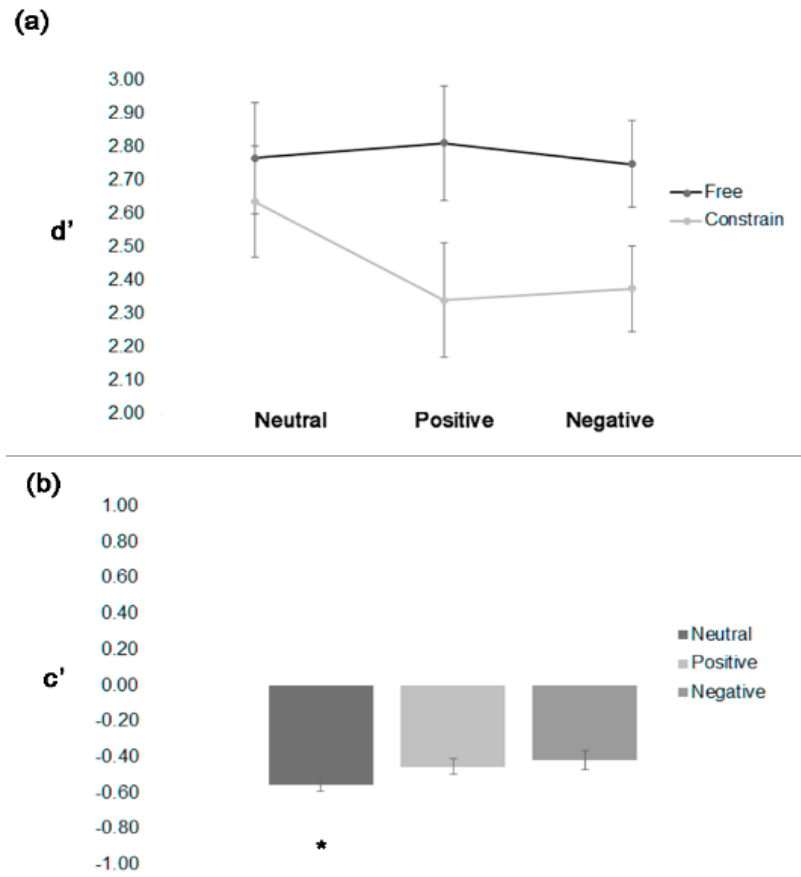 (a)
3.00
2.90
2.80
2.70
2.60
2.50
2.40
2.30
2.20
2.10
2.00
d'
Free
Constrain
Neutral Positive Negative
(b)
1.00
0.80
0.60
0.40
0.20
0.00
-0.20
-0.40
-0.60
-0.80
-1.00
c'
Neutral
Positive
Negative
*